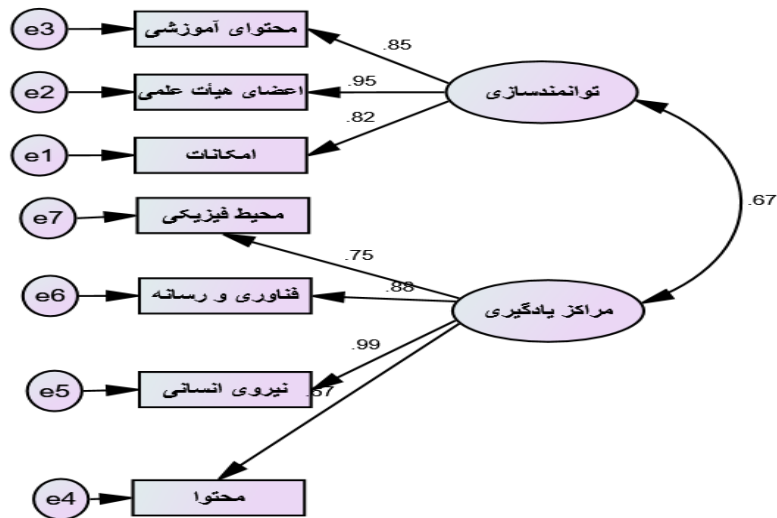 e3
محتوای آموزشی
.85
e2
اعضای هیأت علمی
.95
توانمندسازی
e1
امکانات
.82
.67
e7
محیط فیزیکی
.75
e6
فناوری و رسانه
.88
مراکز یادگیری
e5
نیروی انسانی
.99
e4
محتوا